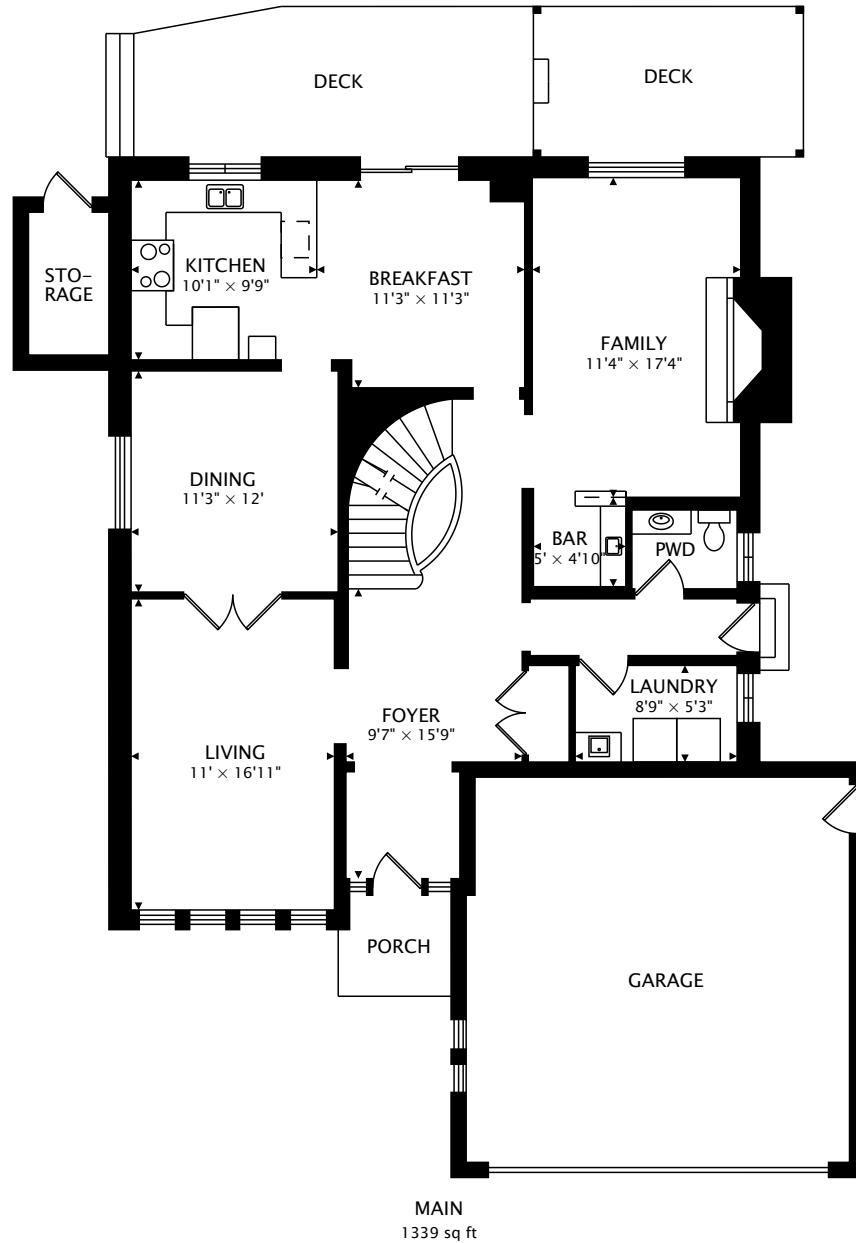 DECK
DECK
STO-
RAGE
KITCHEN
10'1" × 9'9"
BREAKFAST
11'3" × 11'3"
FAMILY
11'4" × 17'4"
DINING
11'3" × 12'
BAR
5' × 4'10"
PWD
LAUNDRY
8'9" × 5'3"
FOYER
9'7" × 15'9"
LIVING
11' × 16'11"
PORCH
GARAGE
MAIN
1339 sq ft